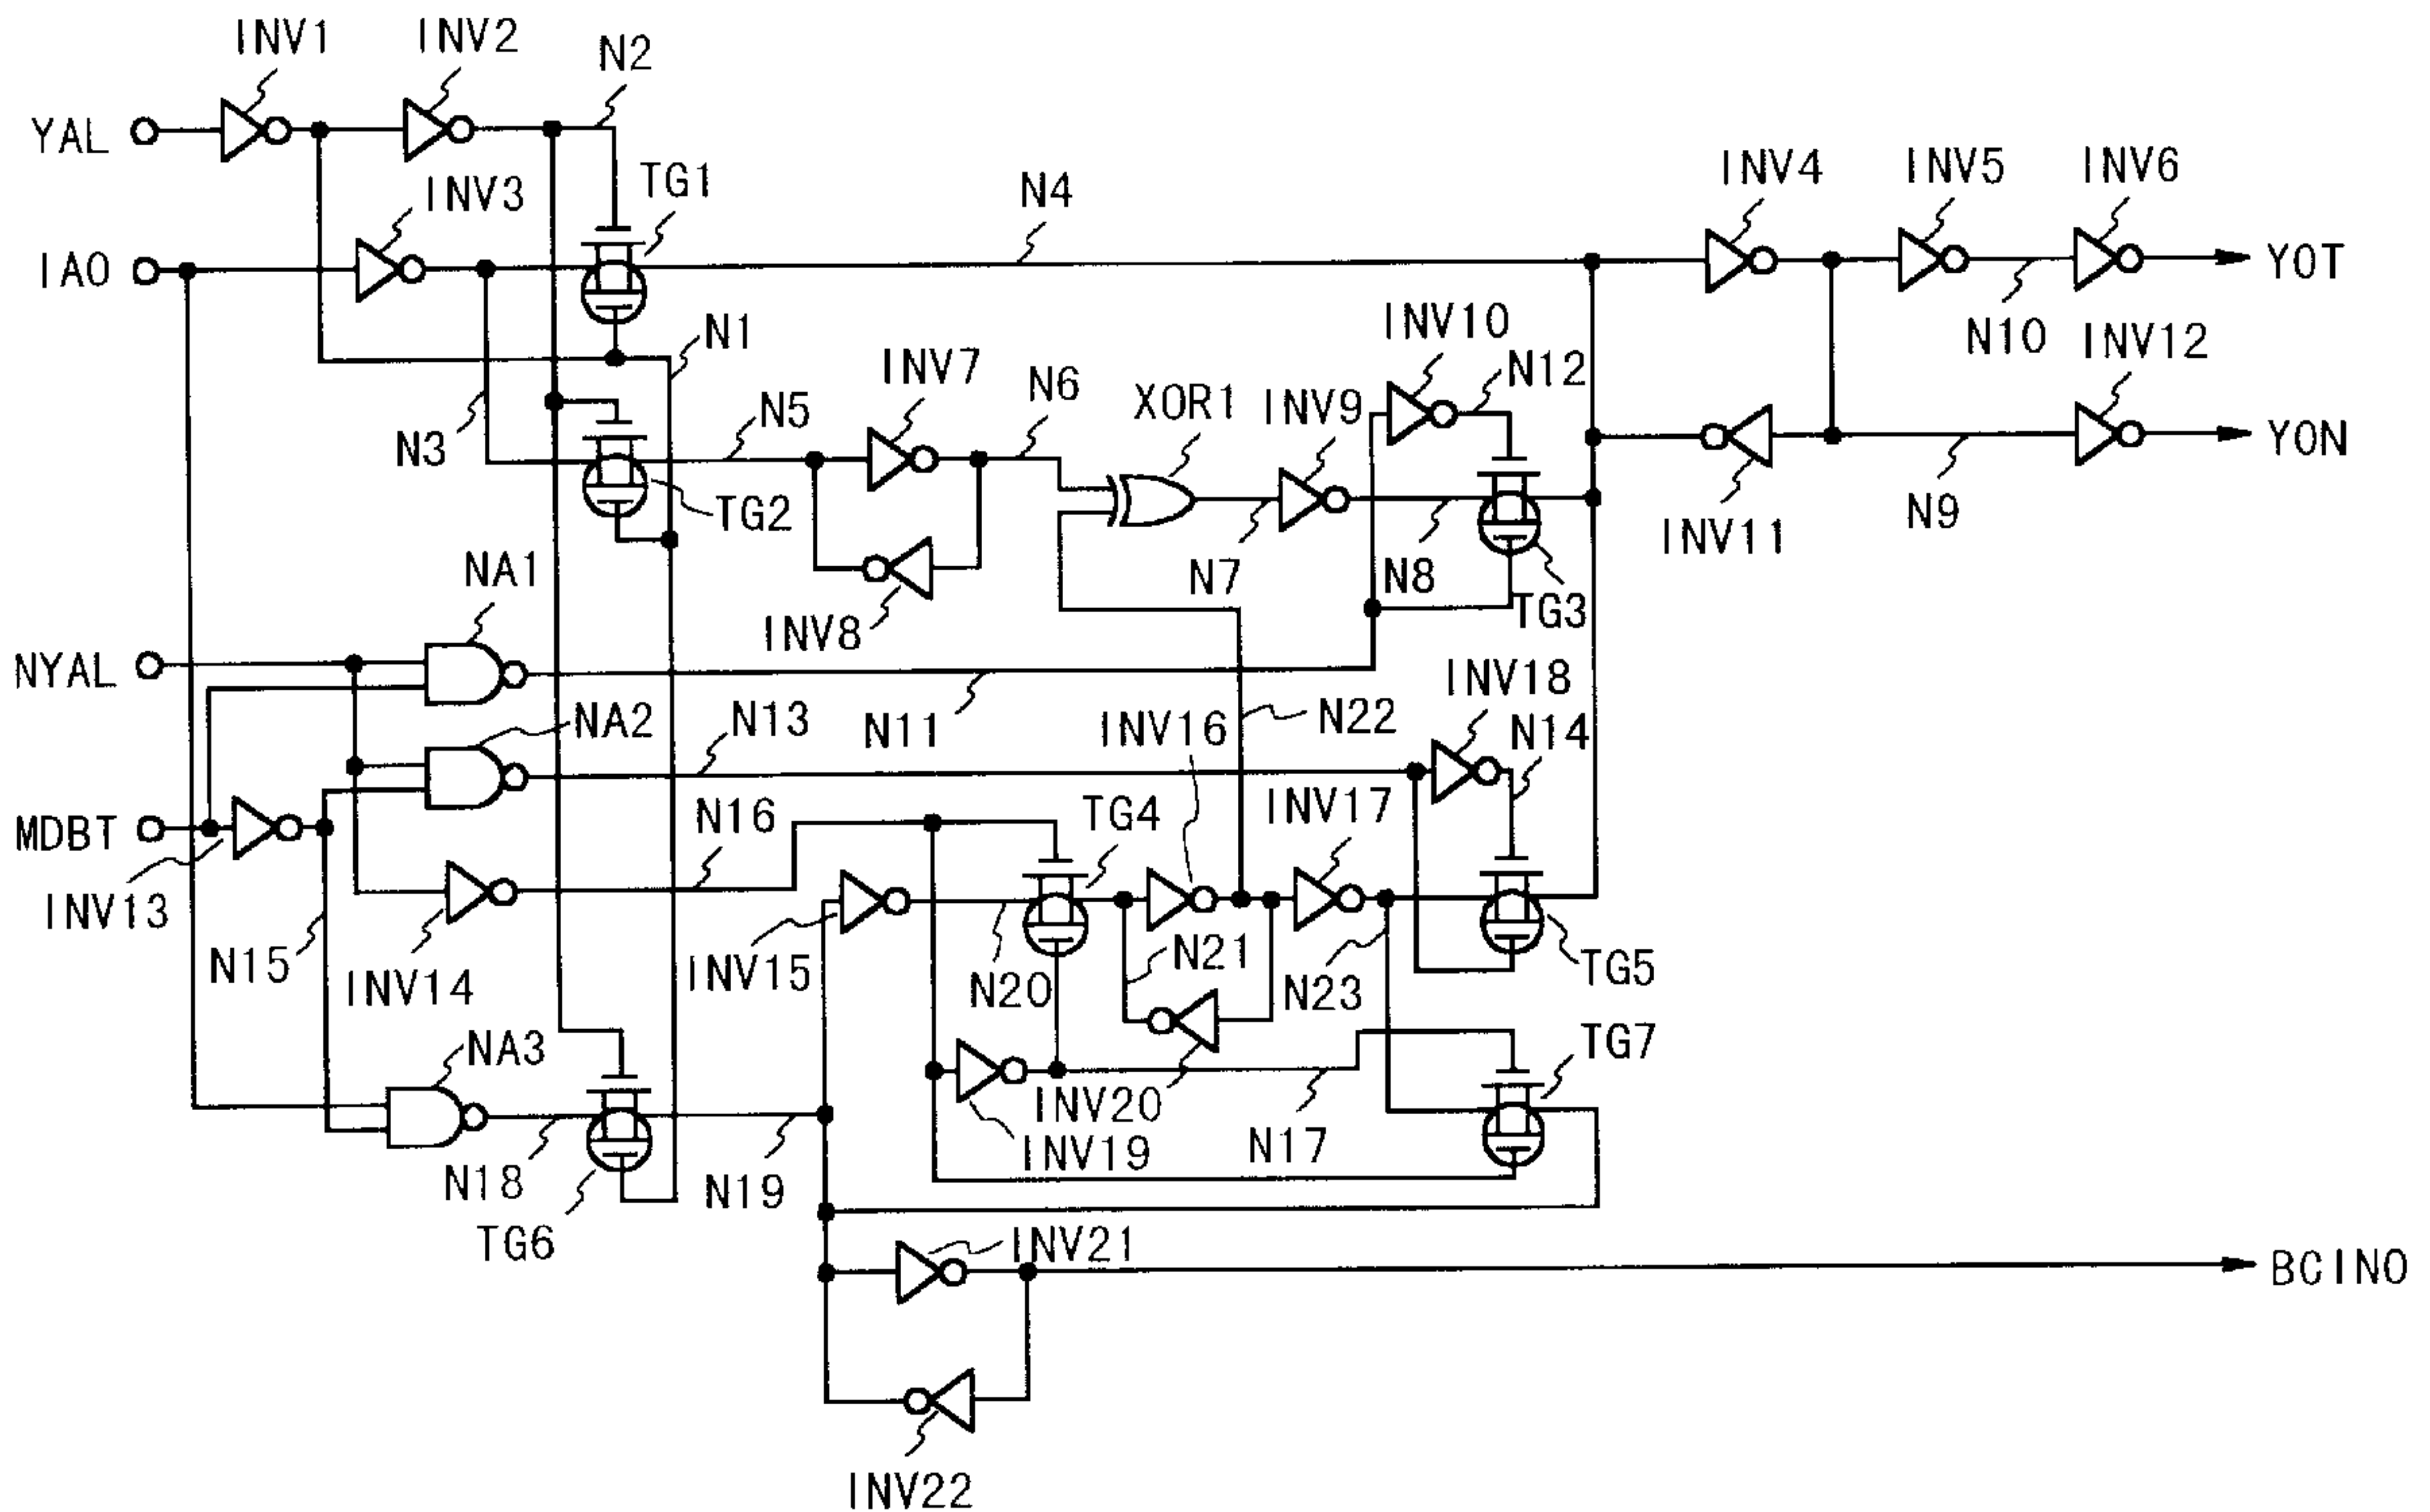 INV1
INV2
N2
YAL
INV3
TG1
N4
INV4
INV5
INV6
IA0
Y0T
N1
INV10
N10
INV12
INV7
N6
XOR1
INV9
N12
N3
N5
Y0N
TG2
INV11
N9
NA1
INV8
N7
N8
TG3
NYAL
INV18
NA2
N13
N11
INV16
N22
N14
MDBT
N16
TG4
INV17
INV13
N15
INV14
INV15
N20
N21
N23
TG5
NA3
INV20
TG7
INV19
N17
N18
N19
TG6
INV21
BCIN0
INV22